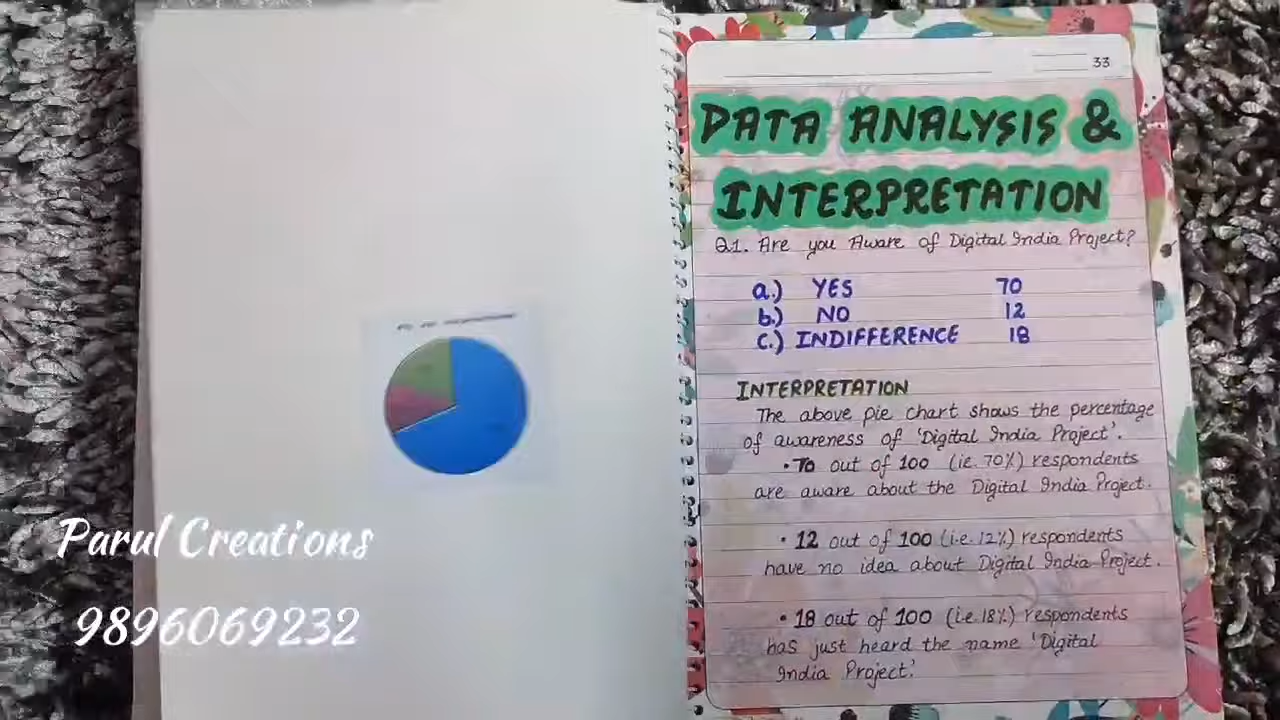 Parul Creations
9896069232
33
DATA ANALYSIS &
INTERPRETATION
Q1. Are you Aware of Digital India Project?
a.) YES 70
b.) NO 12
c.) INDIFFERENCE 18
INTERPRETATION
The above pie chart shows the percentage
of awareness of 'Digital India Project'.
• 70 out of 100 (ie. 70%) respondents
are aware about the Digital India Project.
• 12 out of 100 (i.e. 12%) respondents
have no idea about Digital India Project.
• 18 out of 100 (i.e. 18%) respondents
has just heard the name 'Digital
India Project.'